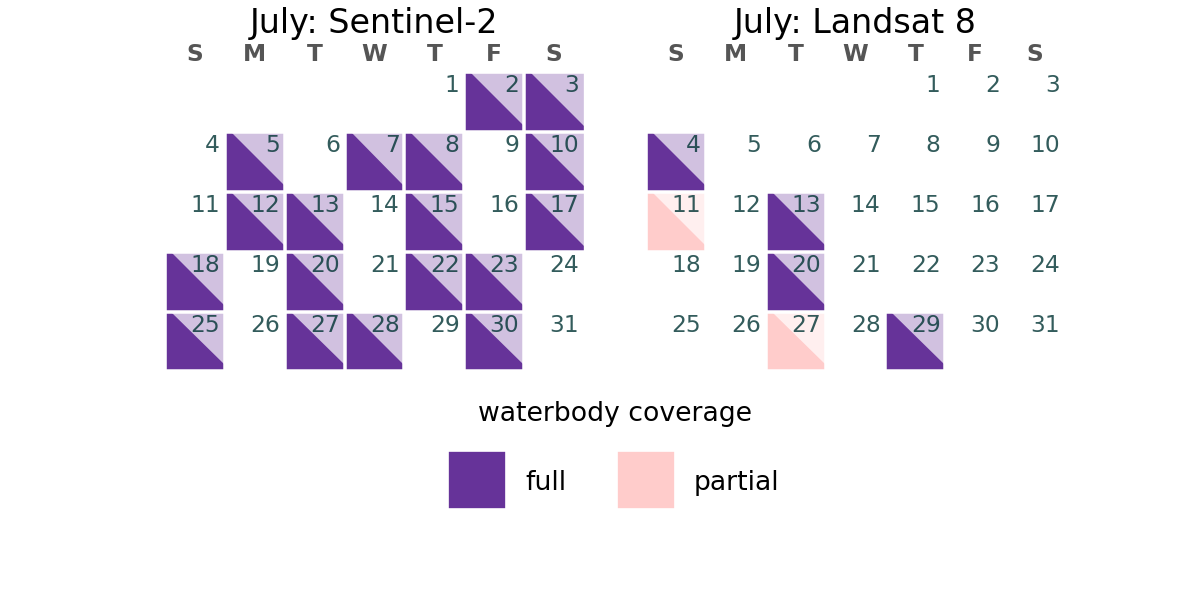 July: Sentinel-2
S M T W T F S
1 2 3
4 5 6 7 8 9 10
11 12 13 14 15 16 17
18 19 20 21 22 23 24
25 26 27 28 29 30 31
July: Landsat 8
S M T W T F S
1 2 3
4 5 6 7 8 9 10
11 12 13 14 15 16 17
18 19 20 21 22 23 24
25 26 27 28 29 30 31
waterbody coverage
full
partial